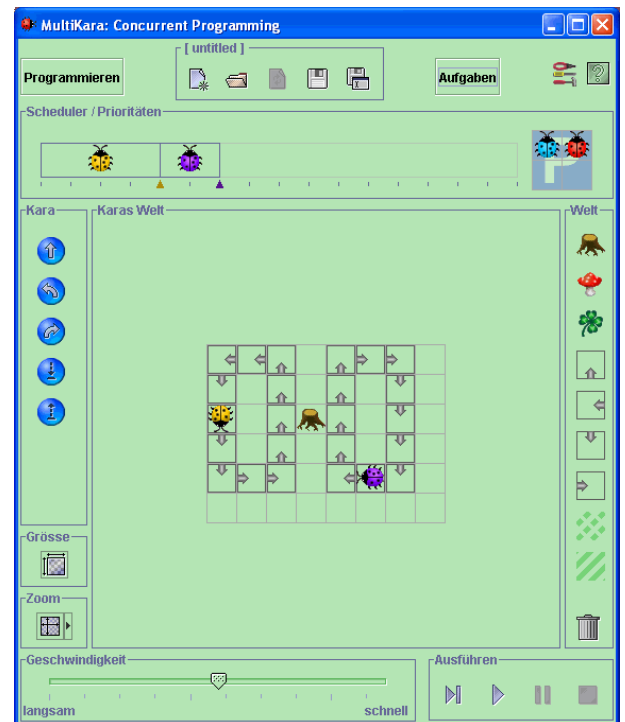 MultiKara: Concurrent Programming
[ untitled ]
Programmieren
Aufgaben
Scheduler / Prioritäten
Kara
Karas Welt
Welt
Grösse
Zoom
Geschwindigkeit
langsam
schnell
Ausführen